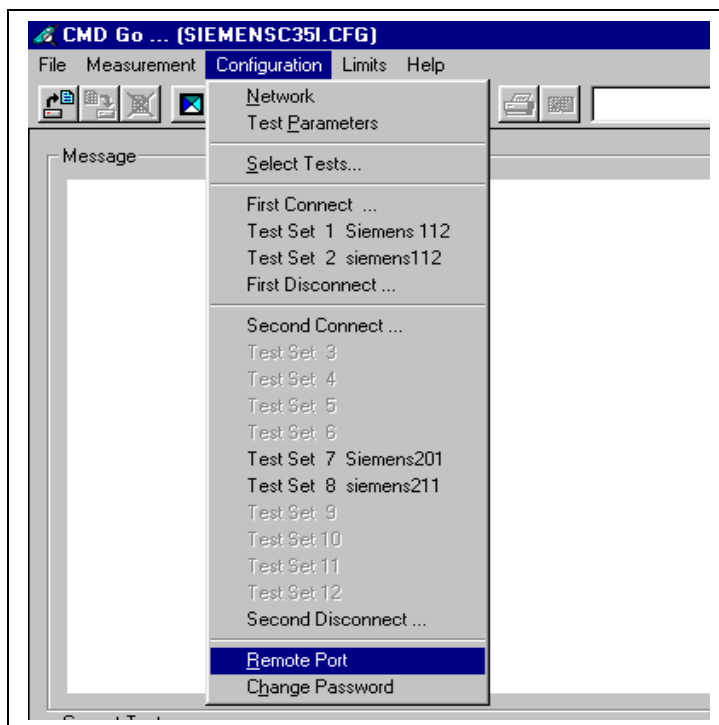 CMD Go ... (SIEMENSC35I.CFG)
File Measurement Configuration Limits Help
Network
Test Parameters
Message
Select Tests...
First Connect ...
Test Set 1 Siemens 112
Test Set 2 siemens112
First Disconnect ...
Second Connect ...
Test Set 3
Test Set 4
Test Set 5
Test Set 6
Test Set 7 Siemens201
Test Set 8 siemens211
Test Set 9
Test Set 10
Test Set 11
Test Set 12
Second Disconnect ...
Remote Port
Change Password